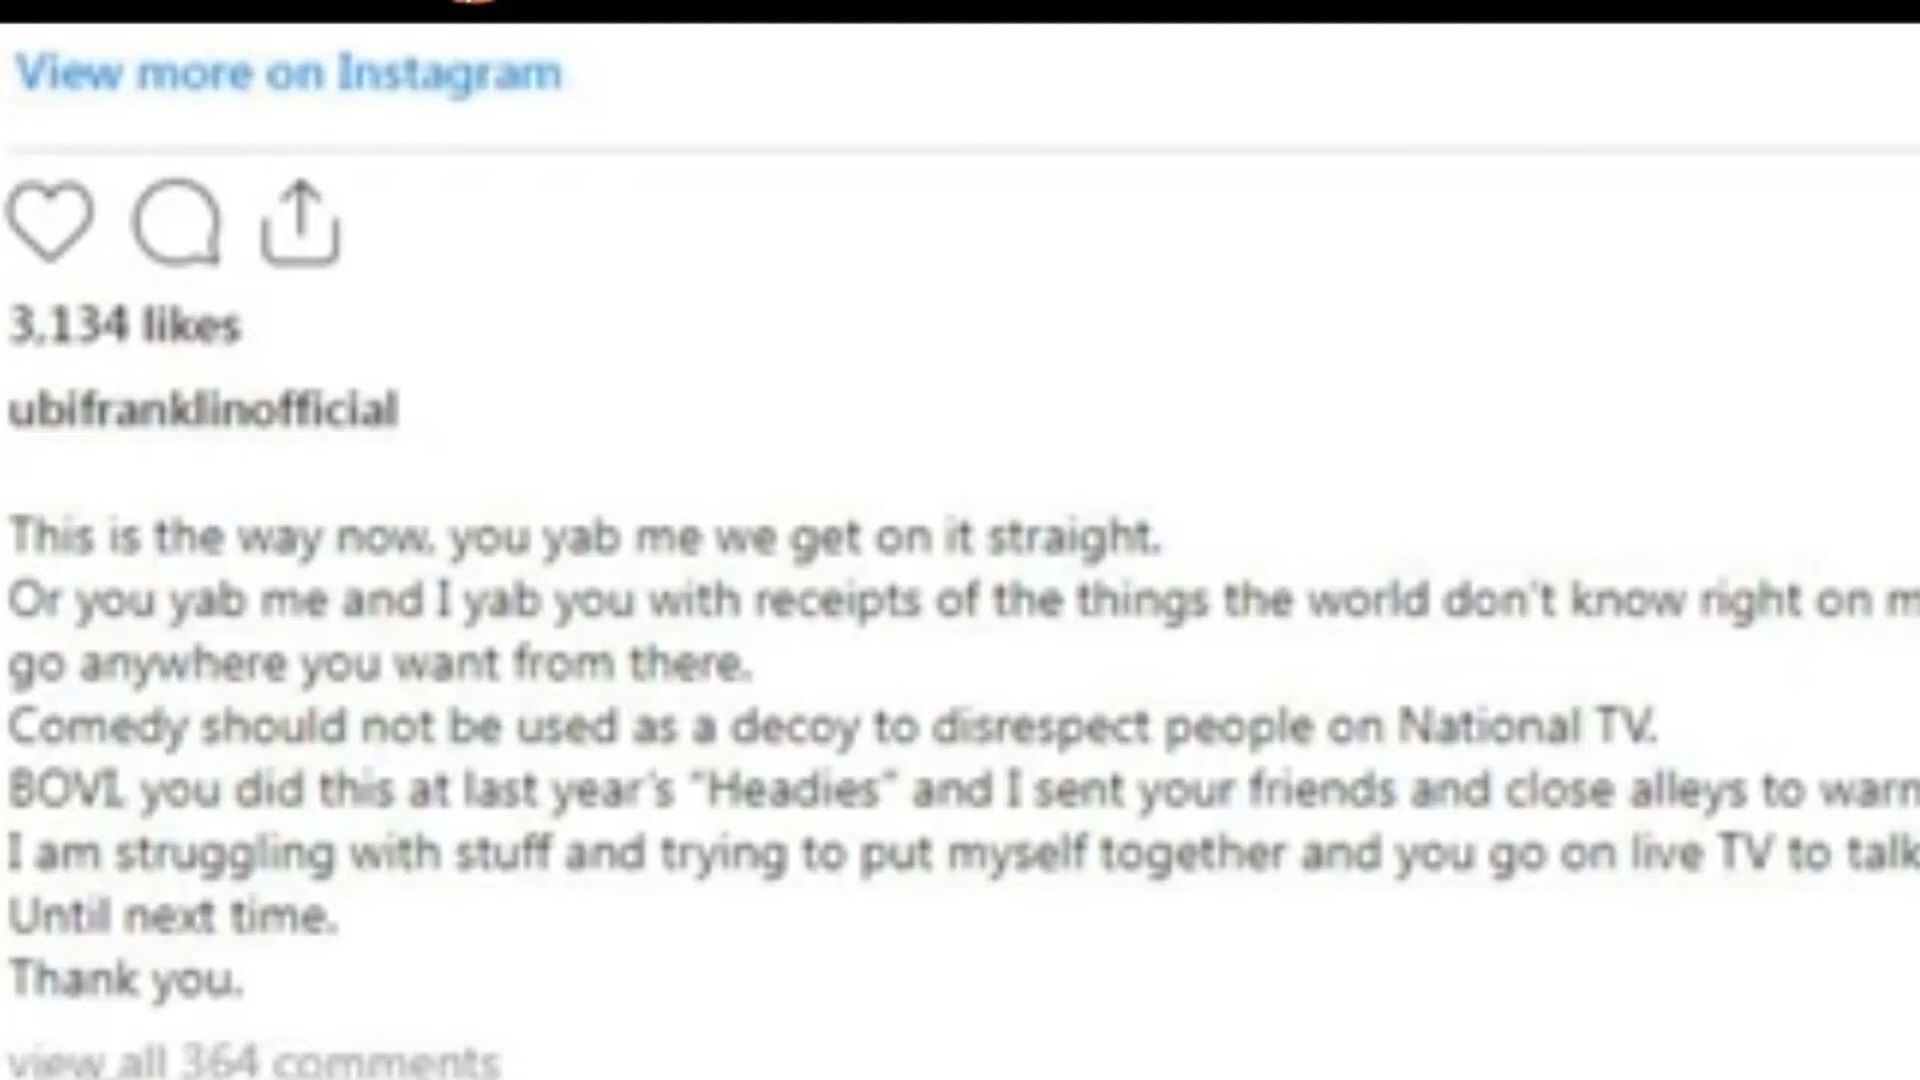 View more on Instagram
3,134 likes
ubifranklinofficial
This is the way now. you yab me we get on it straight.
Or you yab me and I yab you with receipts of the things the world don't know right on m
go anywhere you want from there.
Comedy should not be used as a decoy to disrespect people on National TV.
BOVI, you did this at last year's "Headies" and I sent your friends and close alleys to warn
I am struggling with stuff and trying to put myself together and you go on live TV to talk
Until next time.
Thank you.
view all 364 comments